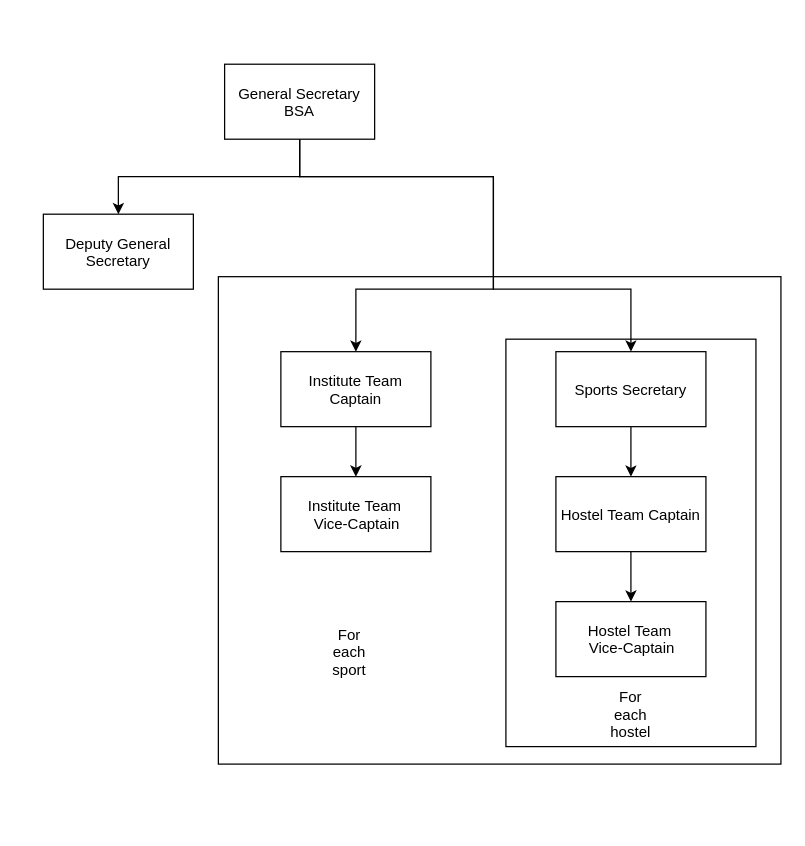 General Secretary
BSA
Deputy General
Secretary
Institute Team
Captain
Sports Secretary
Institute Team
Vice-Captain
Hostel Team Captain
Hostel Team
Vice-Captain
For
each
sport
For
each
hostel